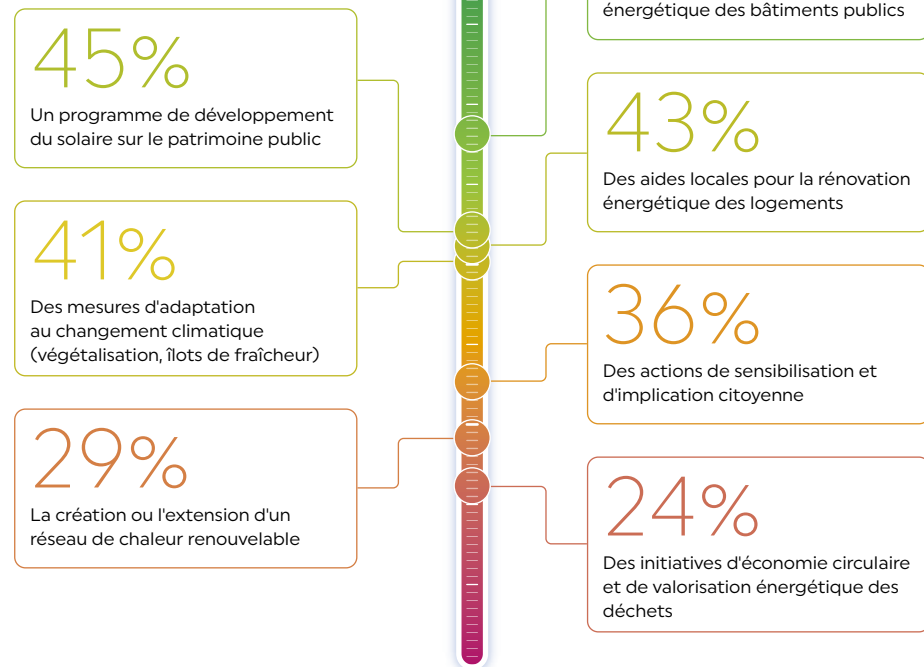 énergétique des bâtiments publics
45%
Un programme de développement
du solaire sur le patrimoine public
43%
Des aides locales pour la rénovation
énergétique des logements
41%
Des mesures d'adaptation
au changement climatique
(végétalisation, îlots de fraîcheur)
36%
Des actions de sensibilisation et
d'implication citoyenne
29%
La création ou l'extension d'un
réseau de chaleur renouvelable
24%
Des initiatives d'économie circulaire
et de valorisation énergétique des
déchets